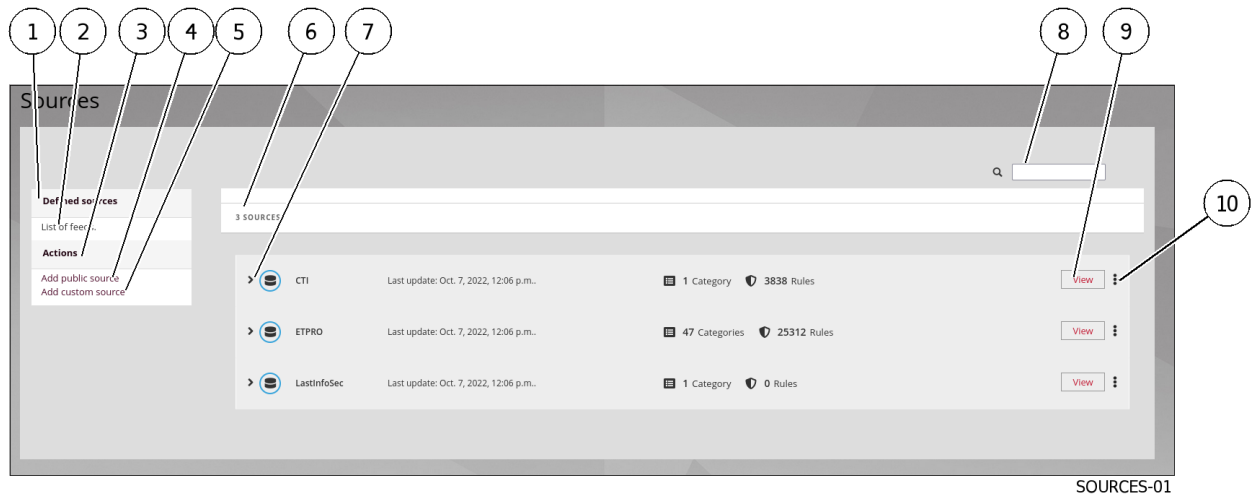 1 2 3 4 5 6 7 8 9
Sources
Defined sources
List of feed..
Actions
Add public source
Add custom source
3 SOURCES
10
CTI Last update: Oct. 7, 2022, 12:06 p.m.. 1 Category 3838 Rules View
ETPRO Last update: Oct. 7, 2022, 12:06 p.m.. 47 Categories 25312 Rules View
LastInfoSec Last update: Oct. 7, 2022, 12:06 p.m.. 1 Category 0 Rules View
SOURCES-01